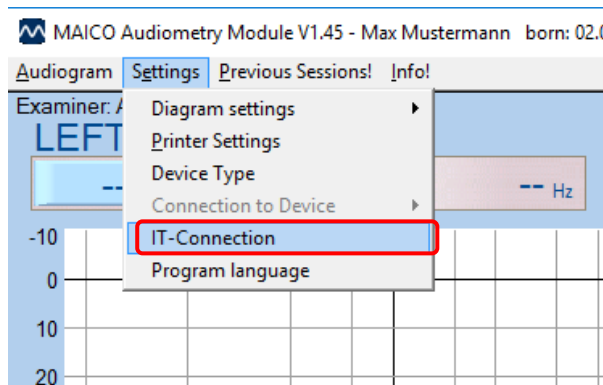 MAICO Audiometry Module V1.45 - Max Mustermann born: 02.0
Audiogram Settings Previous Sessions! Info!
Examiner: A
LEFT
Diagram settings
Printer Settings
Device Type
Connection to Device
IT-Connection
Program language
--
-- Hz
-10
0
10
20